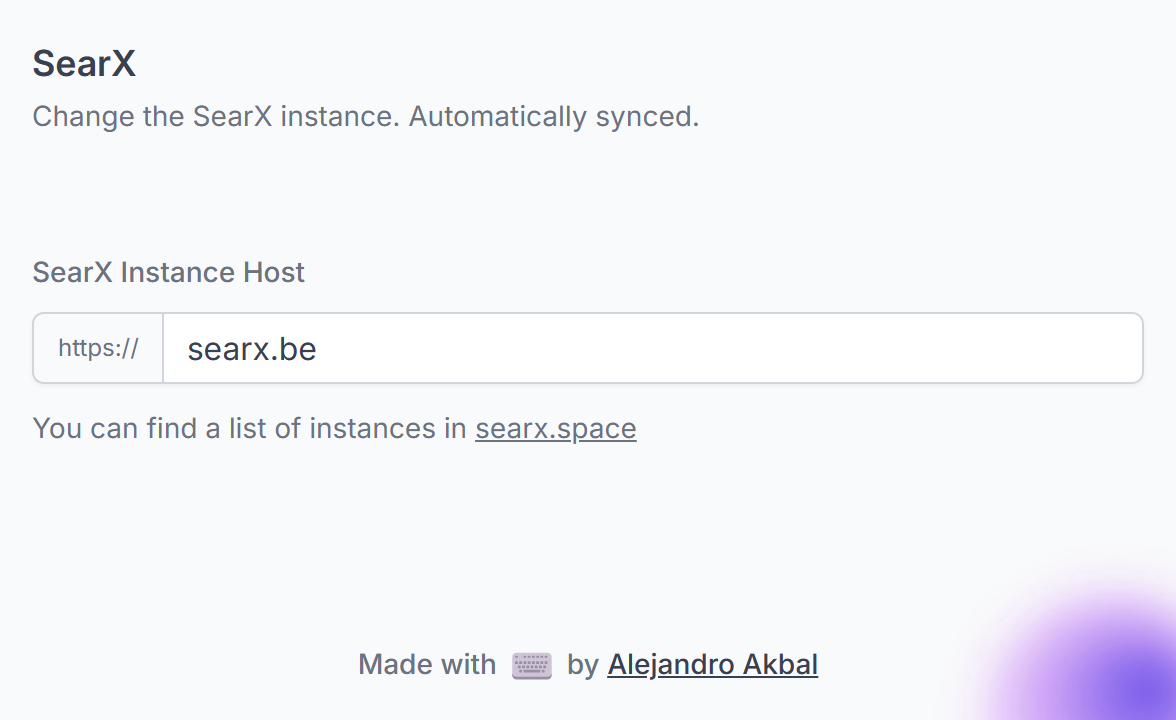 SearX
Change the SearX instance. Automatically synced.
SearX Instance Host
https:// searx.be
You can find a list of instances in searx.space
Made with ⌨️ by Alejandro Akbal